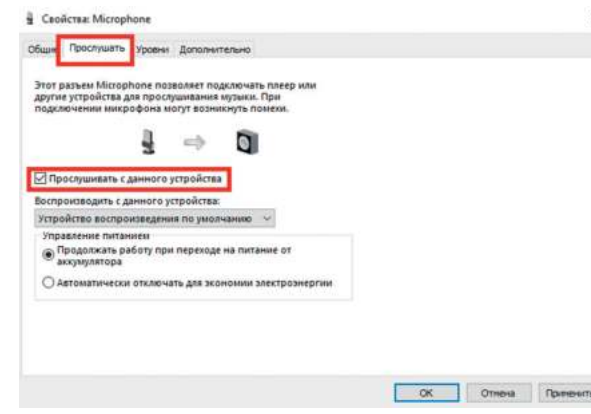 Свойства: Microphone
Общие Прослушать Уровни Дополнительно
Этот разъем Microphone позволяет подключать плеер или
другие устройства для прослушивания музыки. При
подключении микрофона могут возникнуть помехи.
Прослушивать с данного устройства
Воспроизводить с данного устройства:
Устройство воспроизведения по умолчанию
Управление питанием
Продолжать работу при переходе на питание от
аккумулятора
Автоматически отключать для экономии электроэнергии
OK Отмена Применить